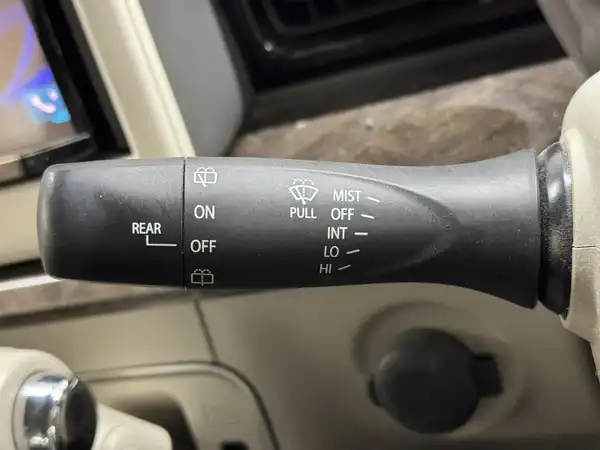 REAR
ON
OFF
PULL
MIST
OFF
INT
LO
HI